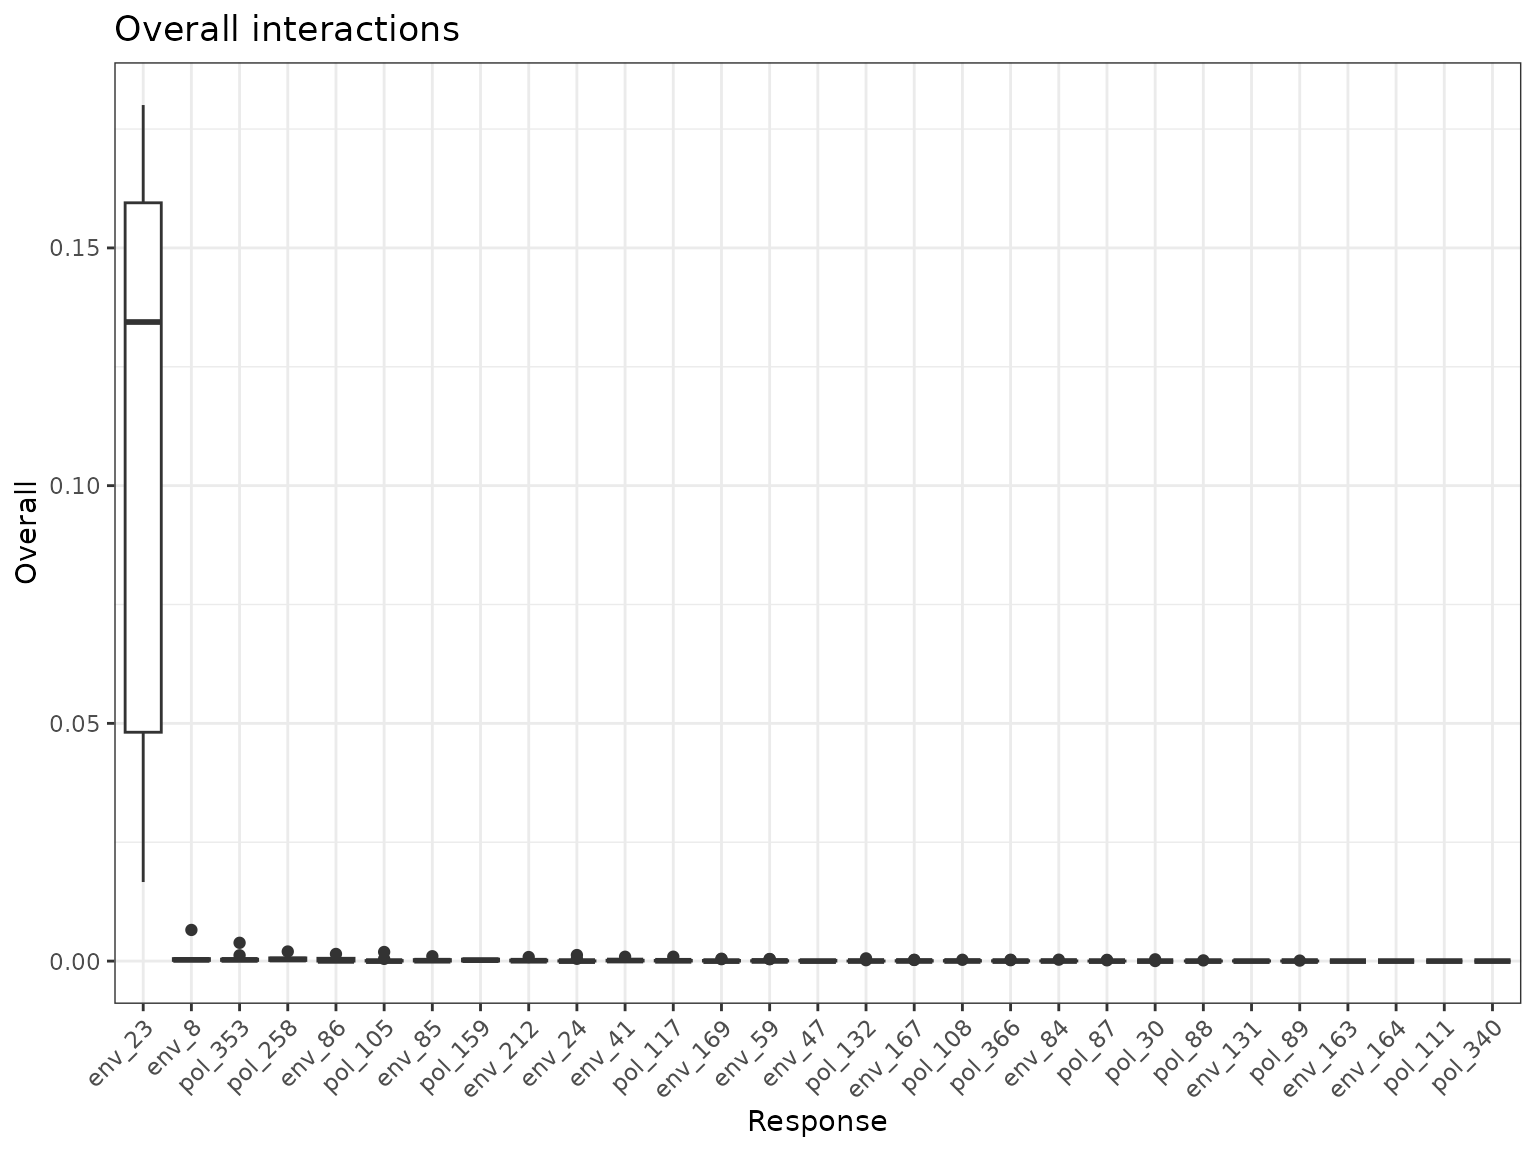 Overall interactions
Overall
0.15
0.10
0.05
0.00
env_23
env_8
pol_353
pol_258
env_86
pol_105
env_85
pol_159
env_212
env_24
env_41
pol_117
env_169
env_59
env_47
pol_132
env_167
pol_108
pol_366
env_84
pol_87
pol_30
pol_88
env_131
pol_89
env_163
env_164
pol_111
pol_340
Response